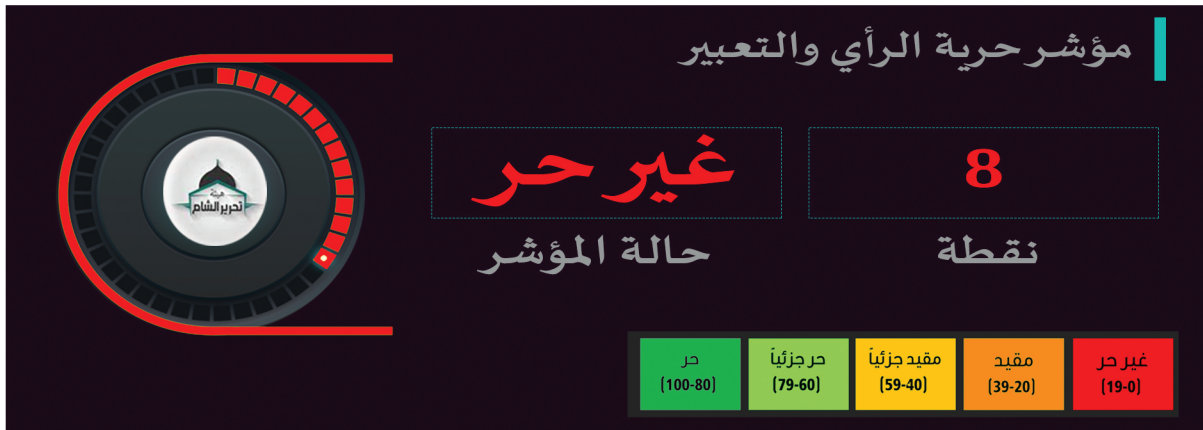 مؤشر حرية الرأي والتعبير
8
نقطة
غير حر
حالة المؤشر
هيئة
تحرير الشام
غير حر
(19-0)
مقيد
(39-20)
مقيد جزئياً
(59-40)
حر جزئياً
(79-60)
حر
(100-80)